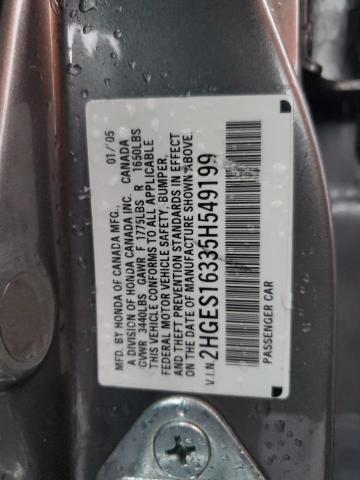 MFD. BY HONDA OF CANADA MFG., 01/05
A DIVISION OF HONDA CANADA INC. CANADA
GVWR 3440LBS GAWR F 1775LBS R 1650LBS
THIS VEHICLE CONFORMS TO ALL APPLICABLE
FEDERAL MOTOR VEHICLE SAFETY, BUMPER,
AND THEFT PREVENTION STANDARDS IN EFFECT
ON THE DATE OF MANUFACTURE SHOWN ABOVE.
V.I.N. 2HGES16335H549199
PASSENGER CAR